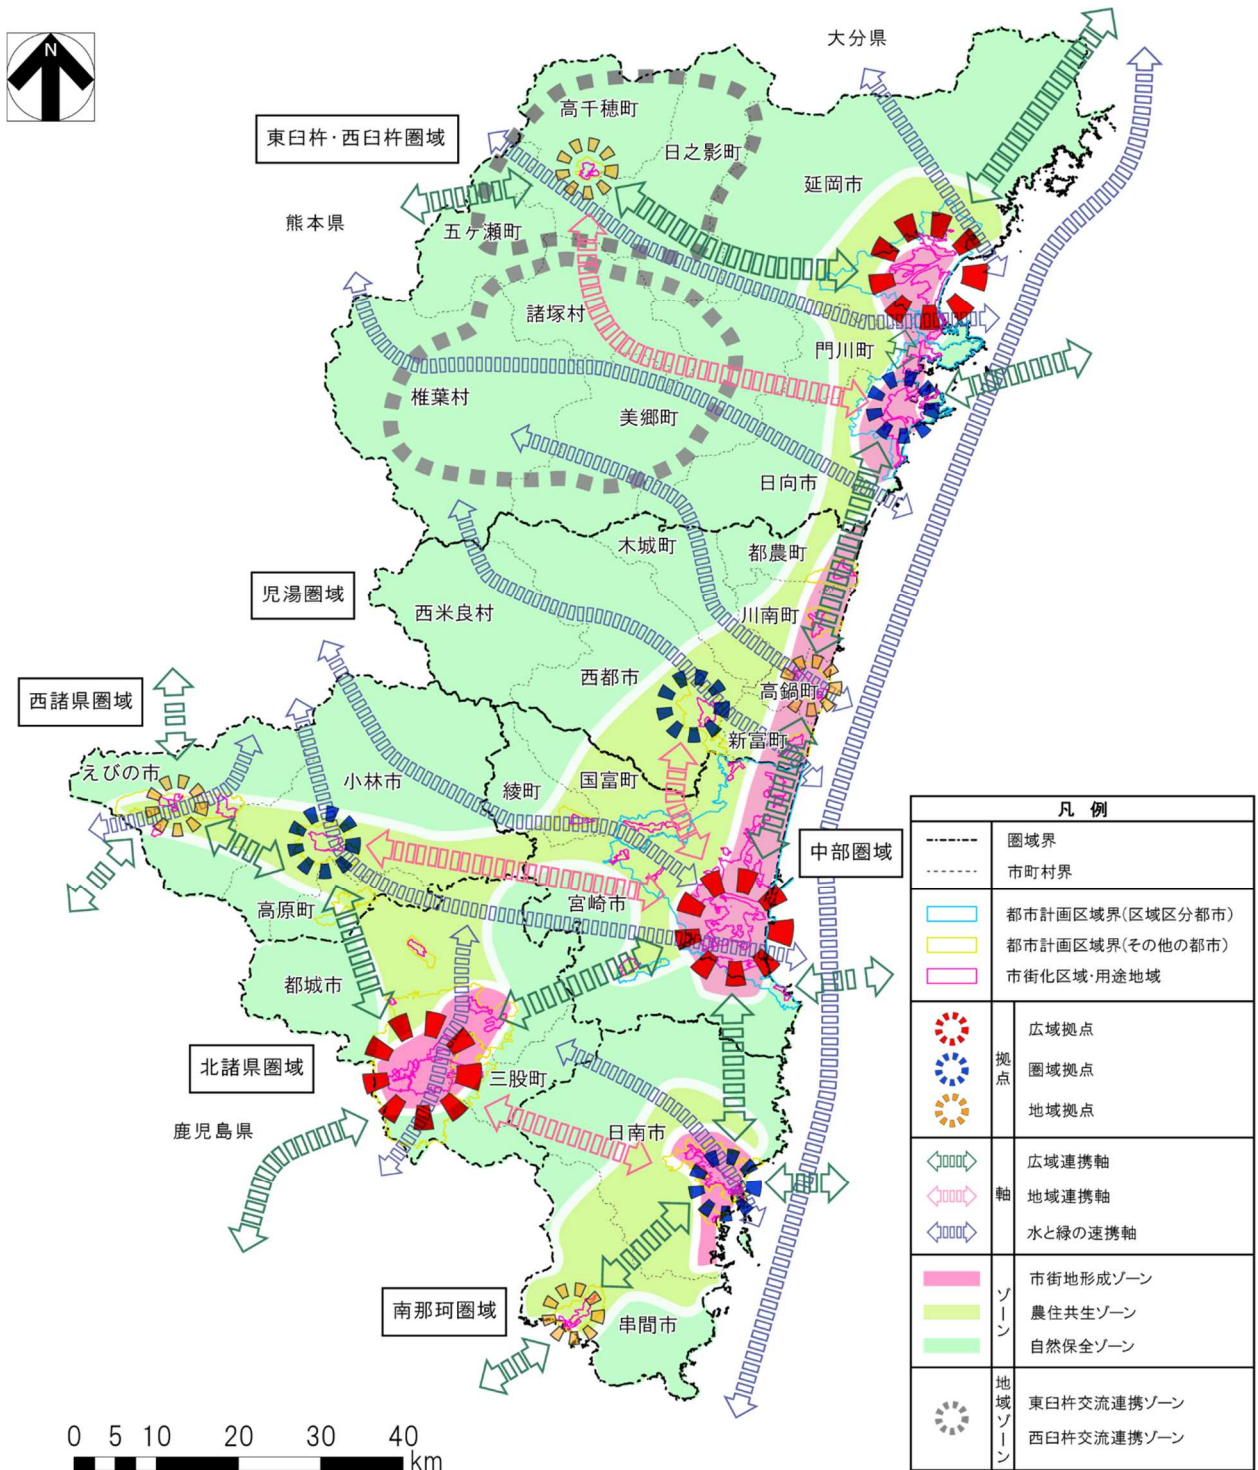 N
大分県
高千穂町
東臼杵・西臼杵圏域
日之影町
延岡市
熊本県
五ヶ瀬町
諸塚村
門川町
椎葉村
美郷町
日向市
木城町
都農町
児湯圏域
西米良村
川南町
西都市
高鍋町
西諸県圏域
新富町
えびの市
小林市
国富町
綾町
中部圏域
高原町
宮崎市
都城市
北諸県圏域
三股町
鹿児島県
日南市
南那珂圏域
串間市
凡 例
圏域界
市町村界
都市計画区域界(区域区分都市)
都市計画区域界(その他の都市)
市街化区域・用途地域
拠点
広域拠点
圏域拠点
地域拠点
軸
広域連携軸
地域連携軸
水と緑の速携軸
ゾーン
市街地形成ゾーン
農住共生ゾーン
自然保全ゾーン
地域ゾーン
東臼杵交流連携ゾーン
西臼杵交流連携ゾーン
0 5 10 20 30 40
km